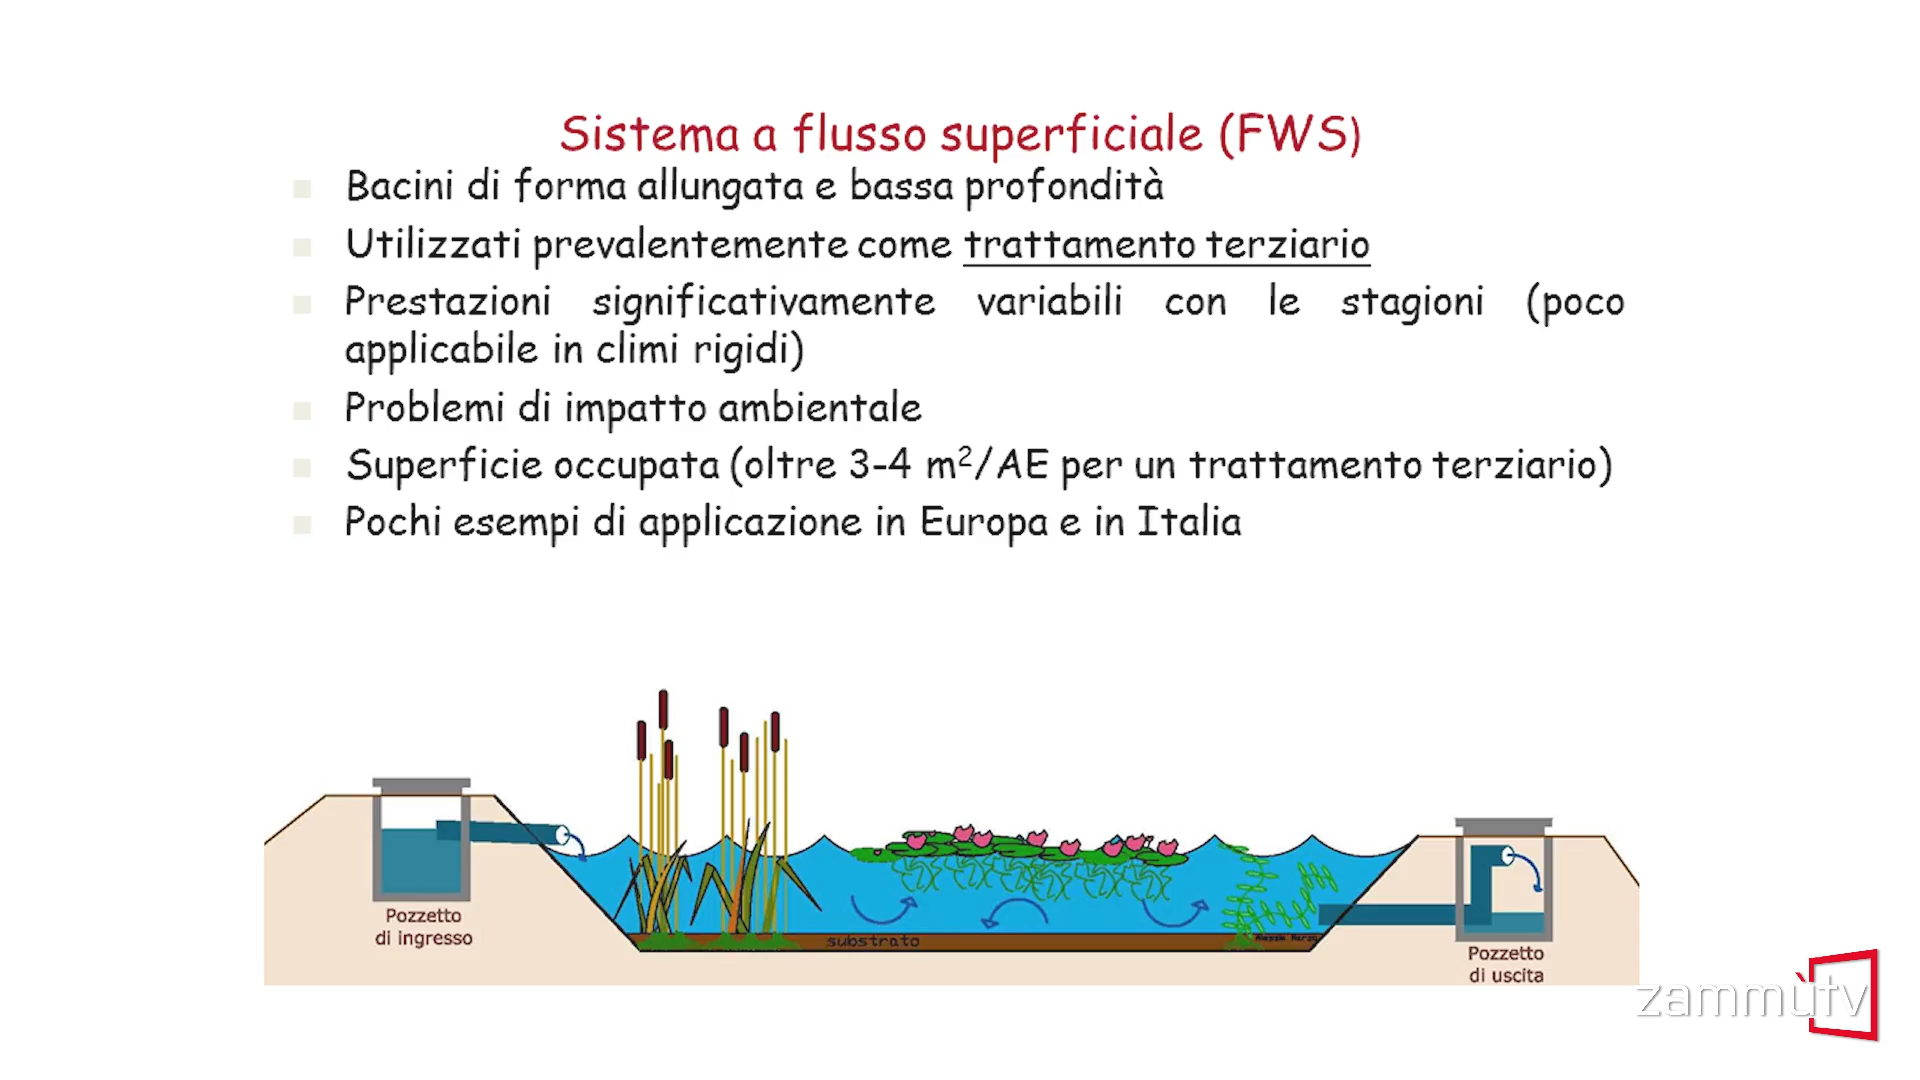 Sistema a flusso superficiale (FWS)
Bacini di forma allungata e bassa profondità
Utilizzati prevalentemente come trattamento terziario
Prestazioni significativamente variabili con le stagioni (poco
applicabile in climi rigidi)
Problemi di impatto ambientale
Superficie occupata (oltre 3-4 m²/AE per un trattamento terziario)
Pochi esempi di applicazione in Europa e in Italia
Pozzetto
di ingresso
substrato
Pozzetto
di uscita
zammùtv